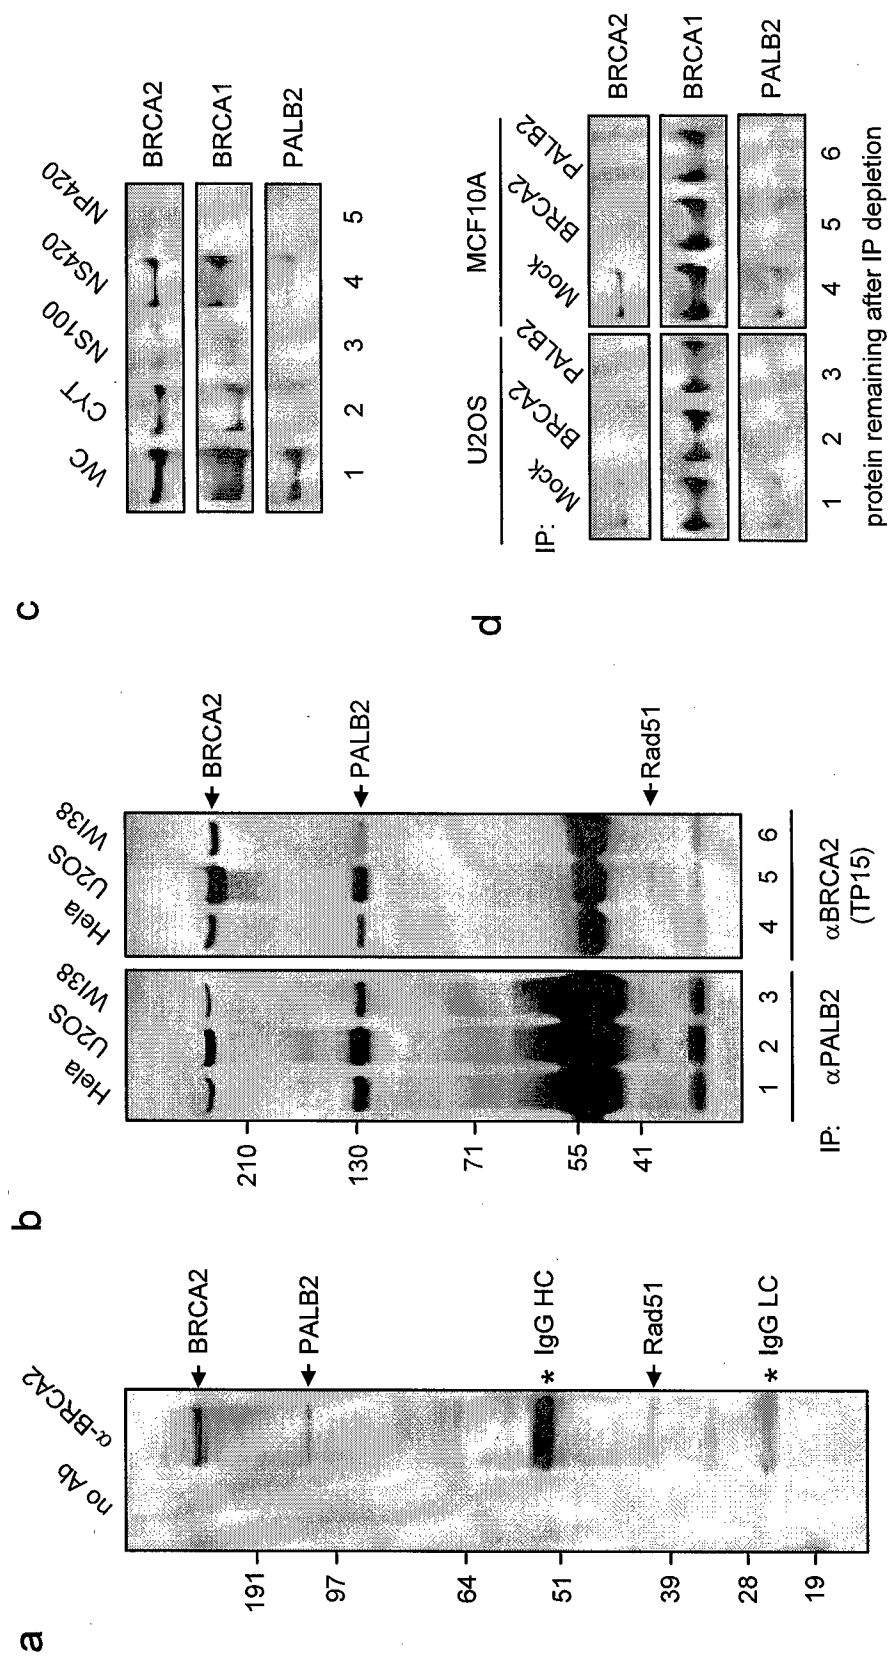 a
no Ab
α-BRCA2
191
97
64
51
39
28
19
BRCA2
PALB2
* IgG HC
Rad51
* IgG LC
b
Hela
U2OS
WI38
Hela
U2OS
WI38
210
130
71
55
41
BRCA2
PALB2
Rad51
1 2 3 4 5 6
IP: αPALB2 αBRCA2
(TP15)
c
WC
CYT
NS100
NS420
NP420
BRCA2
BRCA1
PALB2
1 2 3 4 5
d
U2OS MCF10A
IP: Mock BRCA2 PALB2 Mock BRCA2 PALB2
BRCA2
BRCA1
PALB2
1 2 3 4 5 6
protein remaining after IP depletion